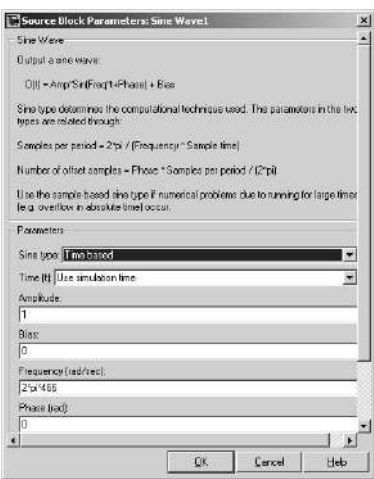 Source Block Parameters: Sine Wave1
Sine Wave
Output a sine wave:
O(t) = Amp*Sin(Freq*t+Phase) + Bias
Sine type determines the computational technique used. The parameters in the two
types are related through:
Samples per period = 2*pi / (Frequency * Sample time)
Number of offset samples = Phase * Samples per period / (2*pi)
Use the sample-based sine type if numerical problems due to running for large times
(e.g. overflow in absolute time) occur.
Parameters
Sine type: Time based
Time (t): Use simulation time
Amplitude:
1
Bias:
0
Frequency (rad/sec):
2*pi*466
Phase (rad):
0
OK Cancel Help